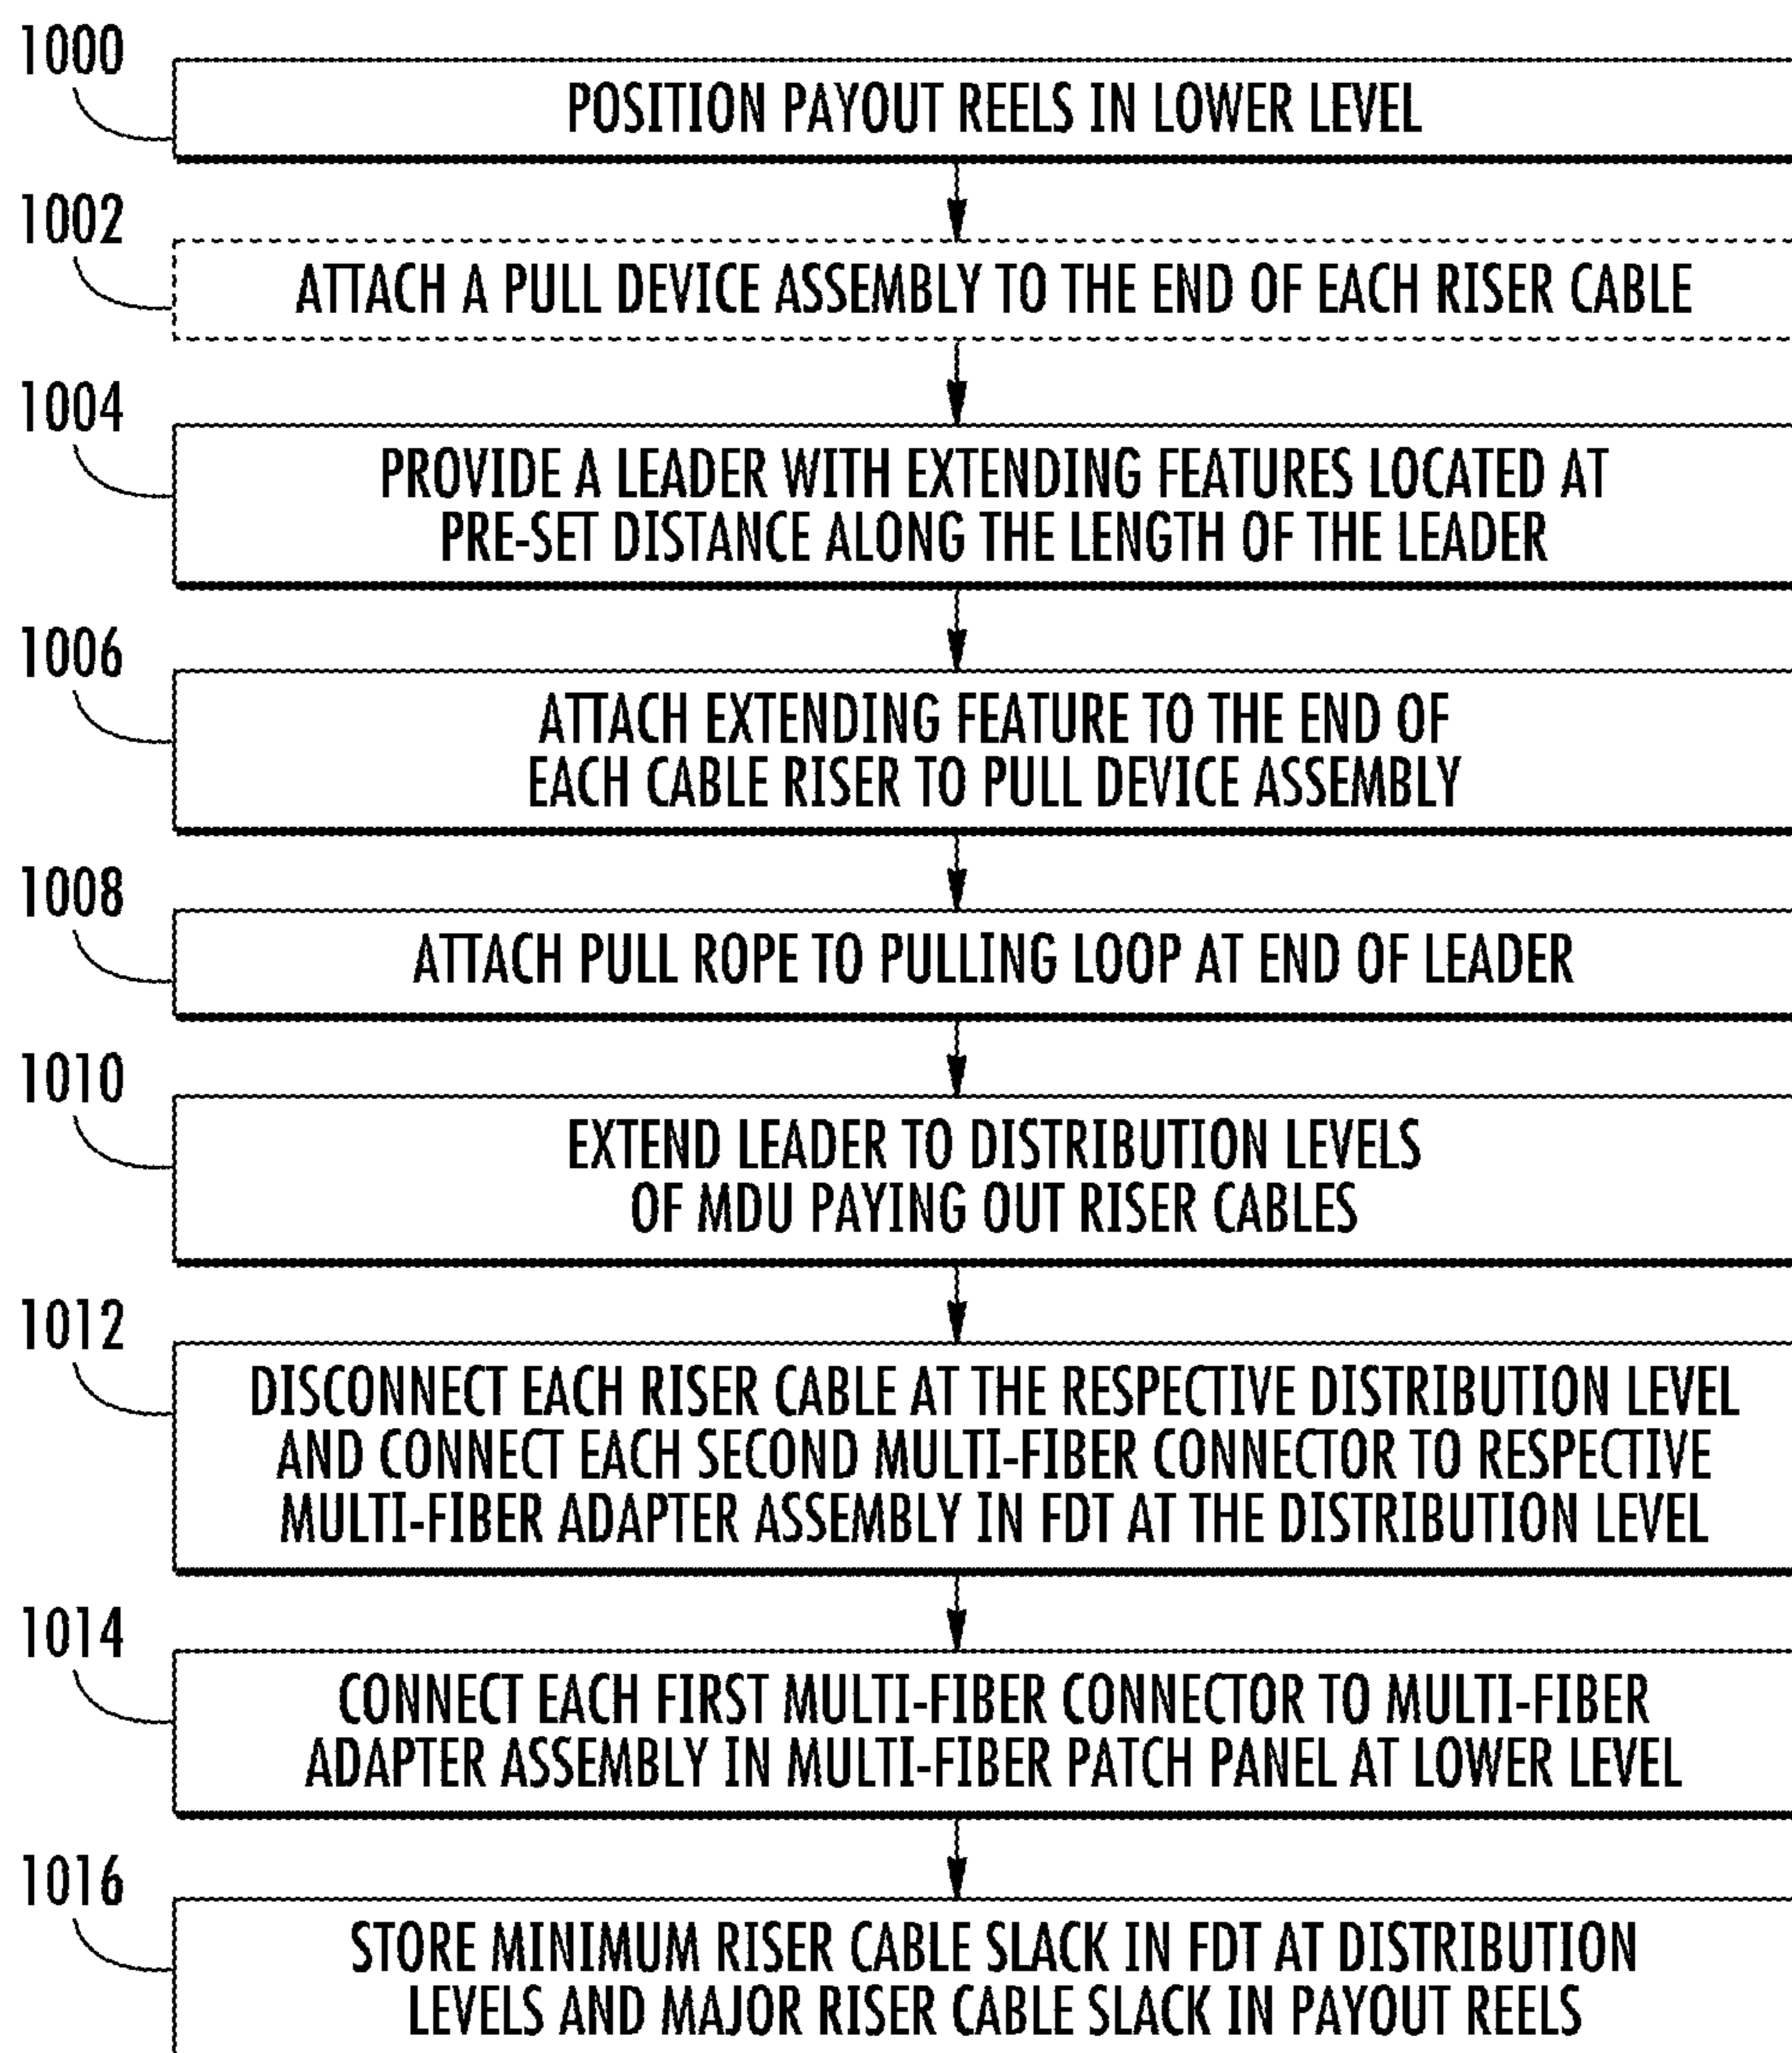 1000
POSITION PAYOUT REELS IN LOWER LEVEL
1002
ATTACH A PULL DEVICE ASSEMBLY TO THE END OF EACH RISER CABLE
1004
PROVIDE A LEADER WITH EXTENDING FEATURES LOCATED AT
PRE-SET DISTANCE ALONG THE LENGTH OF THE LEADER
1006
ATTACH EXTENDING FEATURE TO THE END OF
EACH CABLE RISER TO PULL DEVICE ASSEMBLY
1008
ATTACH PULL ROPE TO PULLING LOOP AT END OF LEADER
1010
EXTEND LEADER TO DISTRIBUTION LEVELS
OF MDU PAYING OUT RISER CABLES
1012
DISCONNECT EACH RISER CABLE AT THE RESPECTIVE DISTRIBUTION LEVEL
AND CONNECT EACH SECOND MULTI-FIBER CONNECTOR TO RESPECTIVE
MULTI-FIBER ADAPTER ASSEMBLY IN FDT AT THE DISTRIBUTION LEVEL
1014
CONNECT EACH FIRST MULTI-FIBER CONNECTOR TO MULTI-FIBER
ADAPTER ASSEMBLY IN MULTI-FIBER PATCH PANEL AT LOWER LEVEL
1016
STORE MINIMUM RISER CABLE SLACK IN FDT AT DISTRIBUTION
LEVELS AND MAJOR RISER CABLE SLACK IN PAYOUT REELS